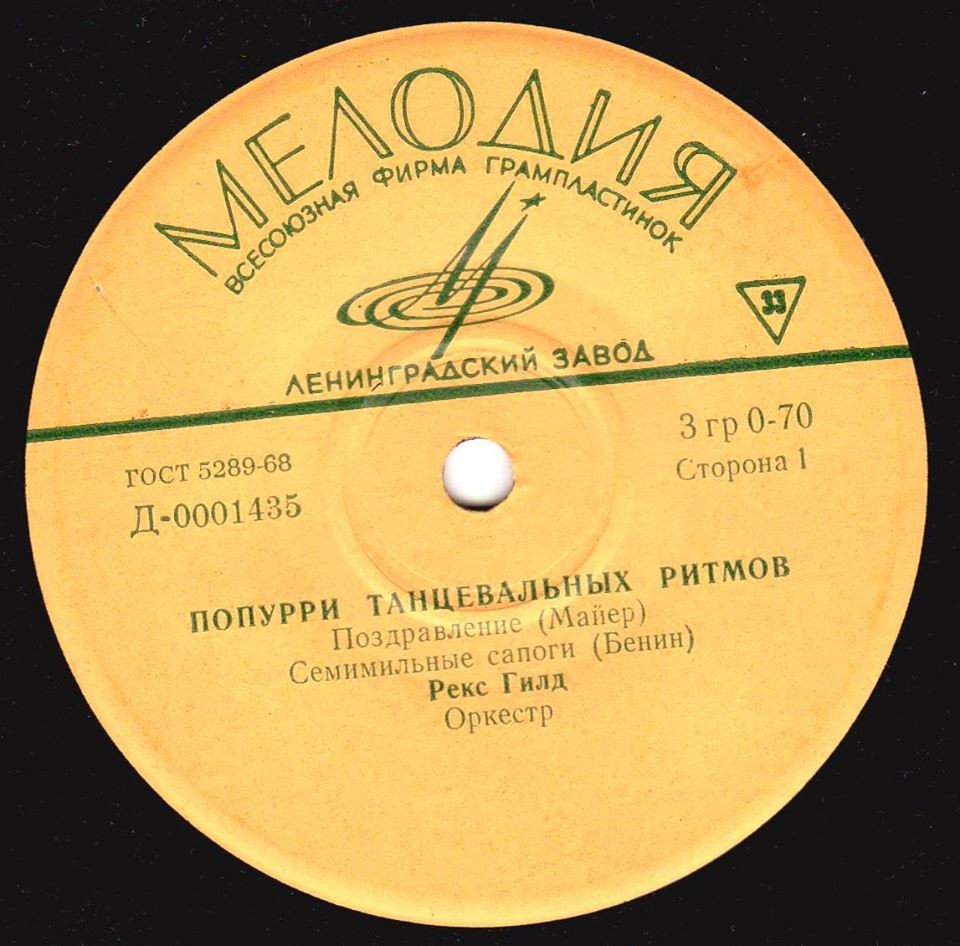 МЕЛОДИЯ
ВСЕСОЮЗНАЯ ФИРМА ГРАМПЛАСТИНОК
33
ЛЕНИНГРАДСКИЙ ЗАВОД
3 гр 0-70
ГОСТ 5289-68
Сторона 1
Д-0001435
ПОПУРРИ ТАНЦЕВАЛЬНЫХ РИТМОВ
Поздравление (Майер)
Семимильные сапоги (Бенин)
Рекс Гилд
Оркестр